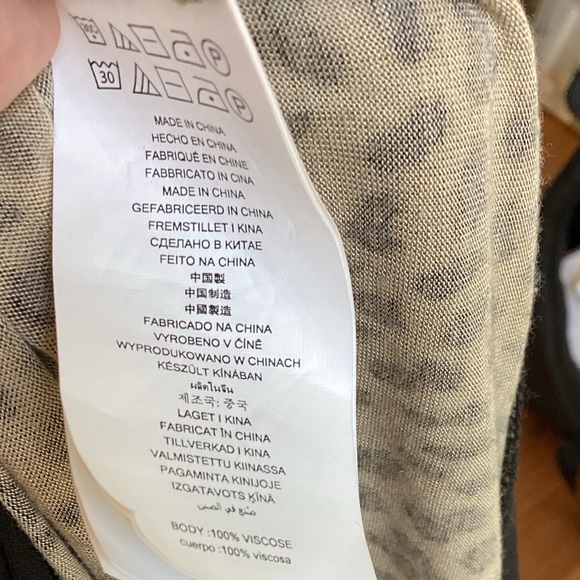 30
P
30
P
MADE IN CHINA
HECHO EN CHINA
FABRIQUÉ EN CHINE
FABBRICATO IN CINA
MADE IN CHINA
GEFABRICEERD IN CHINA
FREMSTILLET I KINA
СДЕЛАНО В КИТАЕ
FEITO NA CHINA
中国製
中国制造
中國製造
FABRICADO NA CHINA
VYROBENO V ČÍNĚ
WYPRODUKOWANO W CHINACH
KÉSZÜLT KÍNÁBAN
ผลิตในจีน
제조국: 중국
LAGET I KINA
FABRICAT ÎN CHINA
TILLVERKAD I KINA
VALMISTETTU KIINASSA
PAGAMINTA KINIJOJE
IZGATAVOTS ĶĪNĀ
صنع في الصين
BODY :100% VISCOSE
cuerpo :100% viscosa